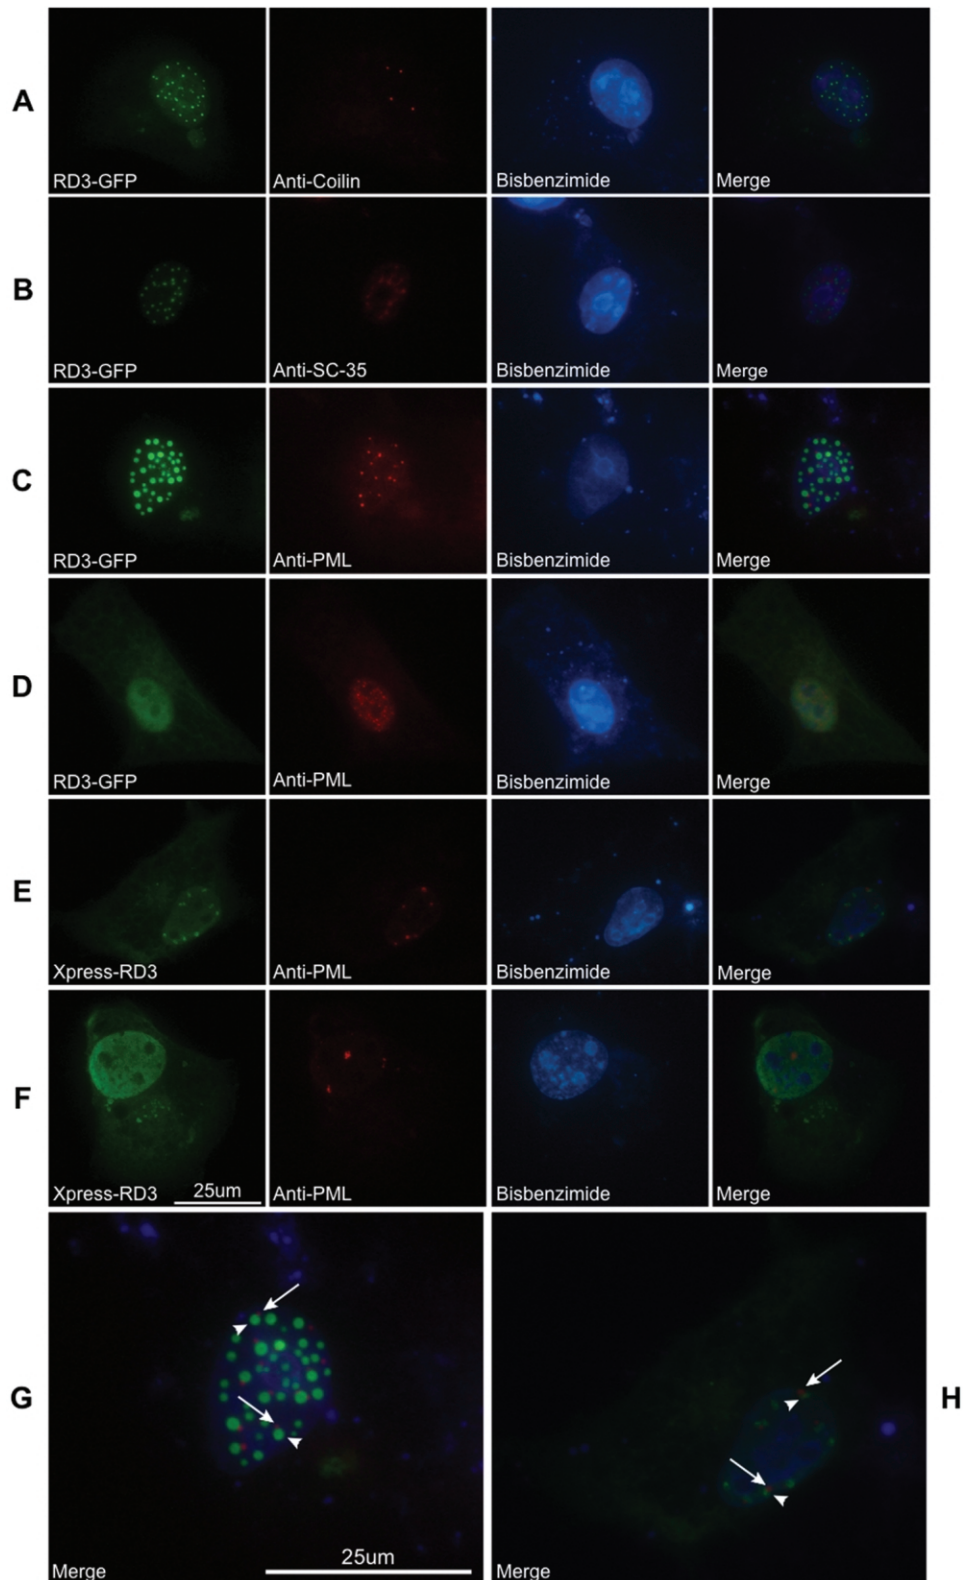 A
RD3-GFP Anti-Coilin Bisbenzimide Merge
B
RD3-GFP Anti-SC-35 Bisbenzimide Merge
C
RD3-GFP Anti-PML Bisbenzimide Merge
D
RD3-GFP Anti-PML Bisbenzimide Merge
E
Xpress-RD3 Anti-PML Bisbenzimide Merge
F
25um
Xpress-RD3 Anti-PML Bisbenzimide Merge
G
H
25um
Merge
Merge